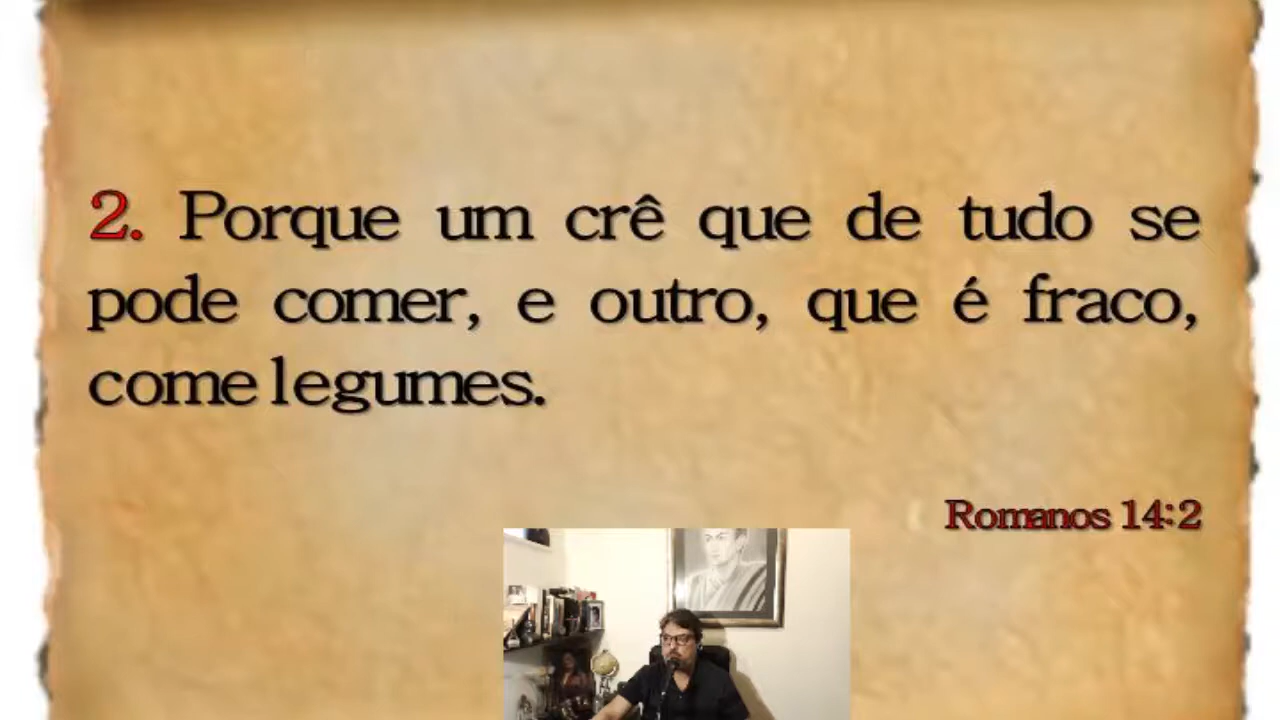 2. Porque um crê que de tudo se
pode comer, e outro, que é fraco,
come legumes.
Romanos 14:2